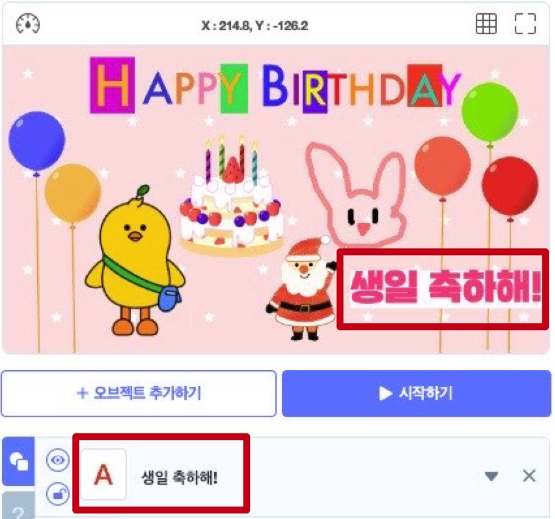 X : 214.8, Y : -126.2
HAPPY BIRTHDAY
생일 축하해!
+ 오브젝트 추가하기
▶ 시작하기
A
생일 축하해!
?